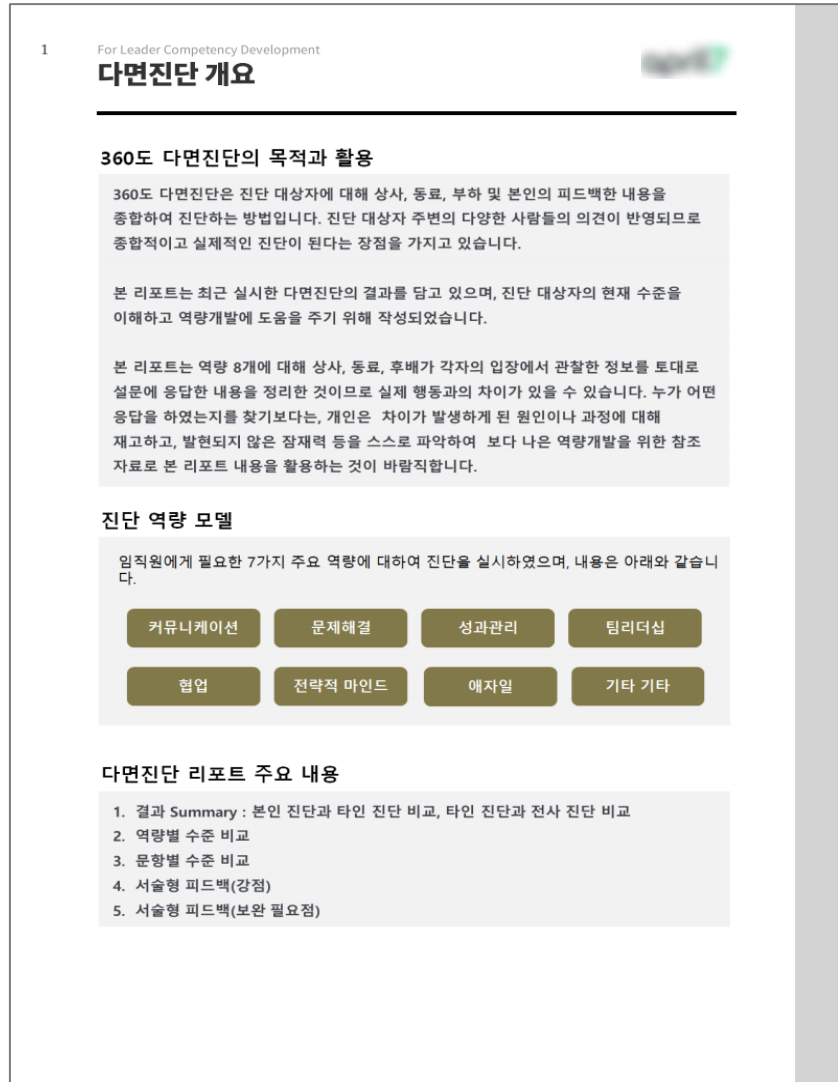 1
For Leader Competency Development
다면진단 개요
360도 다면진단의 목적과 활용
360도 다면진단은 진단 대상자에 대해 상사, 동료, 부하 및 본인의 피드백한 내용을
종합하여 진단하는 방법입니다. 진단 대상자 주변의 다양한 사람들의 의견이 반영되므로
종합적이고 실제적인 진단이 된다는 장점을 가지고 있습니다.
본 리포트는 최근 실시한 다면진단의 결과를 담고 있으며, 진단 대상자의 현재 수준을
이해하고 역량개발에 도움을 주기 위해 작성되었습니다.
본 리포트는 역량 8개에 대해 상사, 동료, 후배가 각자의 입장에서 관찰한 정보를 토대로
설문에 응답한 내용을 정리한 것이므로 실제 행동과의 차이가 있을 수 있습니다. 누가 어떤
응답을 하였는지를 찾기보다는, 개인은 차이가 발생하게 된 원인이나 과정에 대해
재고하고, 발현되지 않은 잠재력 등을 스스로 파악하여 보다 나은 역량개발을 위한 참조
자료로 본 리포트 내용을 활용하는 것이 바람직합니다.
진단 역량 모델
임직원에게 필요한 7가지 주요 역량에 대하여 진단을 실시하였으며, 내용은 아래와 같습니
다.
커뮤니케이션 문제해결 성과관리 팀리더십
협업 전략적 마인드 애자일 기타 기타
다면진단 리포트 주요 내용
1. 결과 Summary : 본인 진단과 타인 진단 비교, 타인 진단과 전사 진단 비교
2. 역량별 수준 비교
3. 문항별 수준 비교
4. 서술형 피드백(강점)
5. 서술형 피드백(보완 필요점)